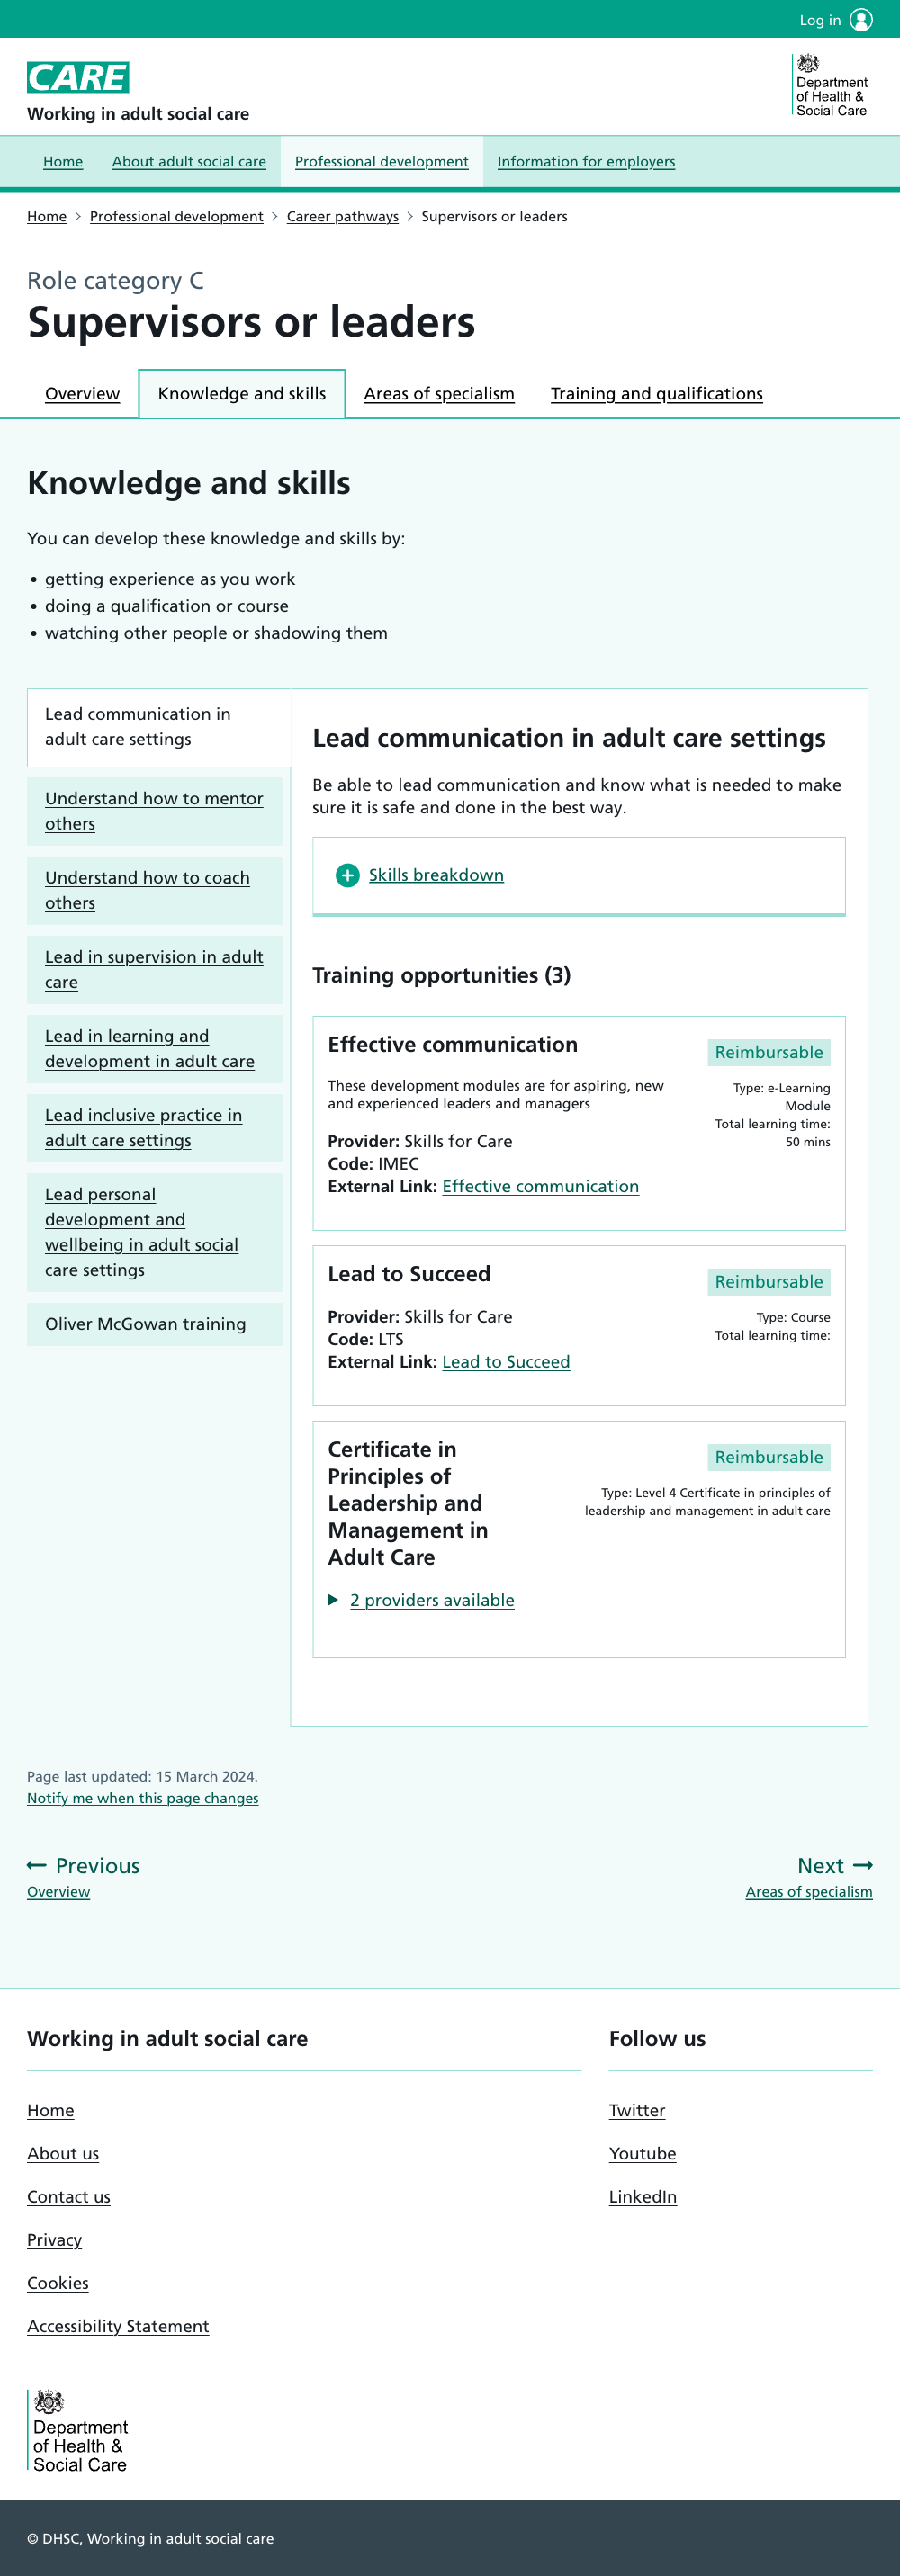 Log in
CARE
Working in adult social care
Department
of Health &
Social Care
Home
About adult social care
Professional development
Information for employers
Home
Professional development
Career pathways
Supervisors or leaders
Role category C
Supervisors or leaders
Overview
Knowledge and skills
Areas of specialism
Training and qualifications
Knowledge and skills
You can develop these knowledge and skills by:
• getting experience as you work
• doing a qualification or course
• watching other people or shadowing them
Lead communication in
adult care settings
Understand how to mentor
others
Understand how to coach
others
Lead in supervision in adult
care
Lead in learning and
development in adult care
Lead inclusive practice in
adult care settings
Lead personal
development and
wellbeing in adult social
care settings
Oliver McGowan training
Lead communication in adult care settings
Be able to lead communication and know what is needed to make
sure it is safe and done in the best way.
Skills breakdown
Training opportunities (3)
Effective communication
These development modules are for aspiring, new
and experienced leaders and managers
Provider: Skills for Care
Code: IMEC
External Link: Effective communication
Reimbursable
Type: e-Learning
Module
Total learning time:
50 mins
Lead to Succeed
Provider: Skills for Care
Code: LTS
External Link: Lead to Succeed
Reimbursable
Type: Course
Total learning time:
Certificate in
Principles of
Leadership and
Management in
Adult Care
2 providers available
Reimbursable
Type: Level 4 Certificate in principles of
leadership and management in adult care
Page last updated: 15 March 2024.
Notify me when this page changes
Previous
Overview
Next
Areas of specialism
Working in adult social care
Home
About us
Contact us
Privacy
Cookies
Accessibility Statement
Follow us
Twitter
Youtube
LinkedIn
Department
of Health &
Social Care
© DHSC, Working in adult social care